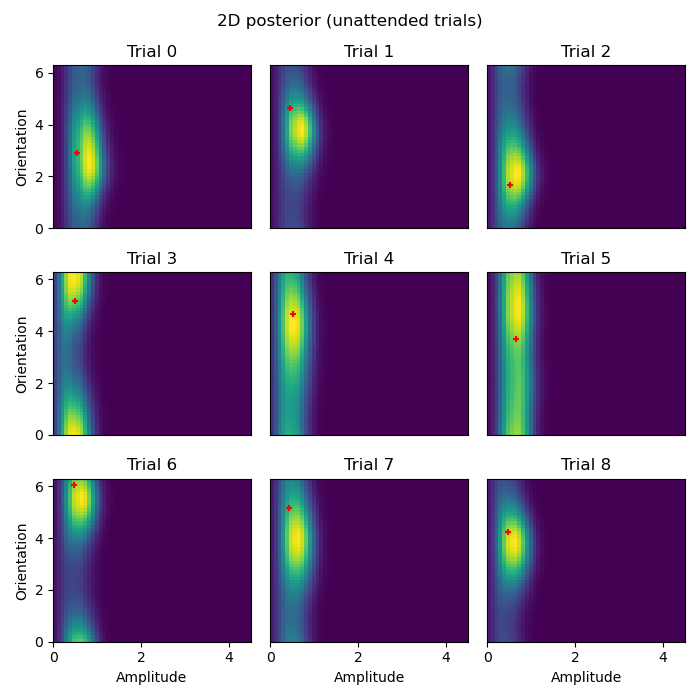 2D posterior (unattended trials)
Trial 0 Trial 1 Trial 2
Orientation
6
4
2
0
Trial 3 Trial 4 Trial 5
Orientation
6
4
2
0
Trial 6 Trial 7 Trial 8
Orientation
6
4
2
0
0 2 4 0 2 4 0 2 4
Amplitude Amplitude Amplitude